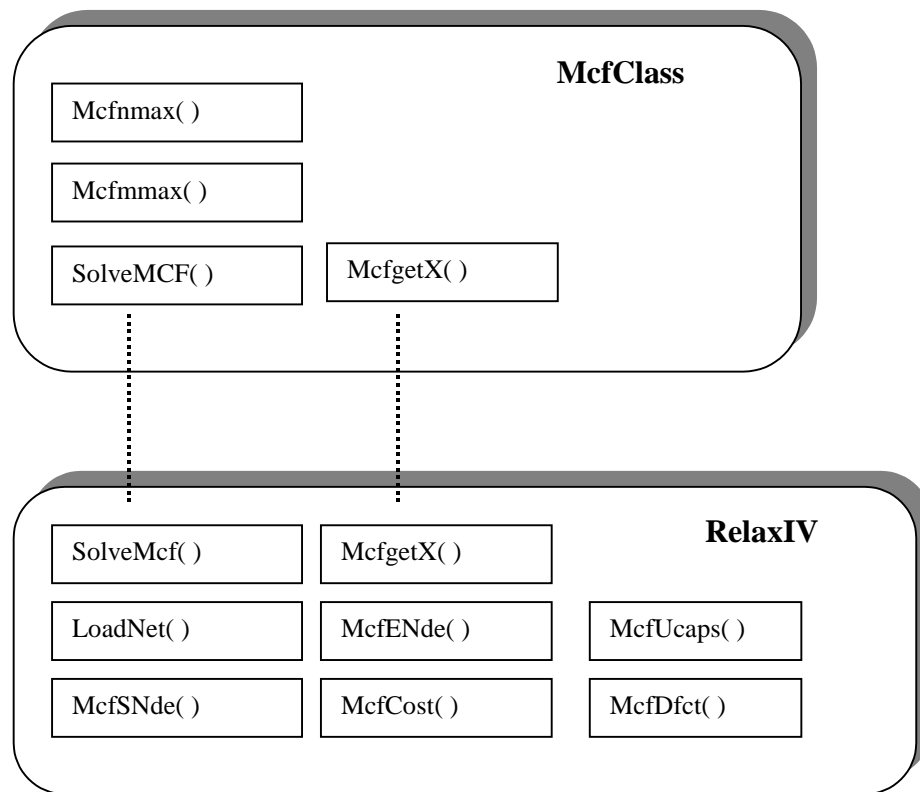 McfClass
Mcfnmax( )
Mcfmmax( )
SolveMCF( )
McfgetX( )
RelaxIV
SolveMcf( )
McfgetX( )
LoadNet( )
McfENde( )
McfUcaps( )
McfSNde( )
McfCost( )
McfDfct( )